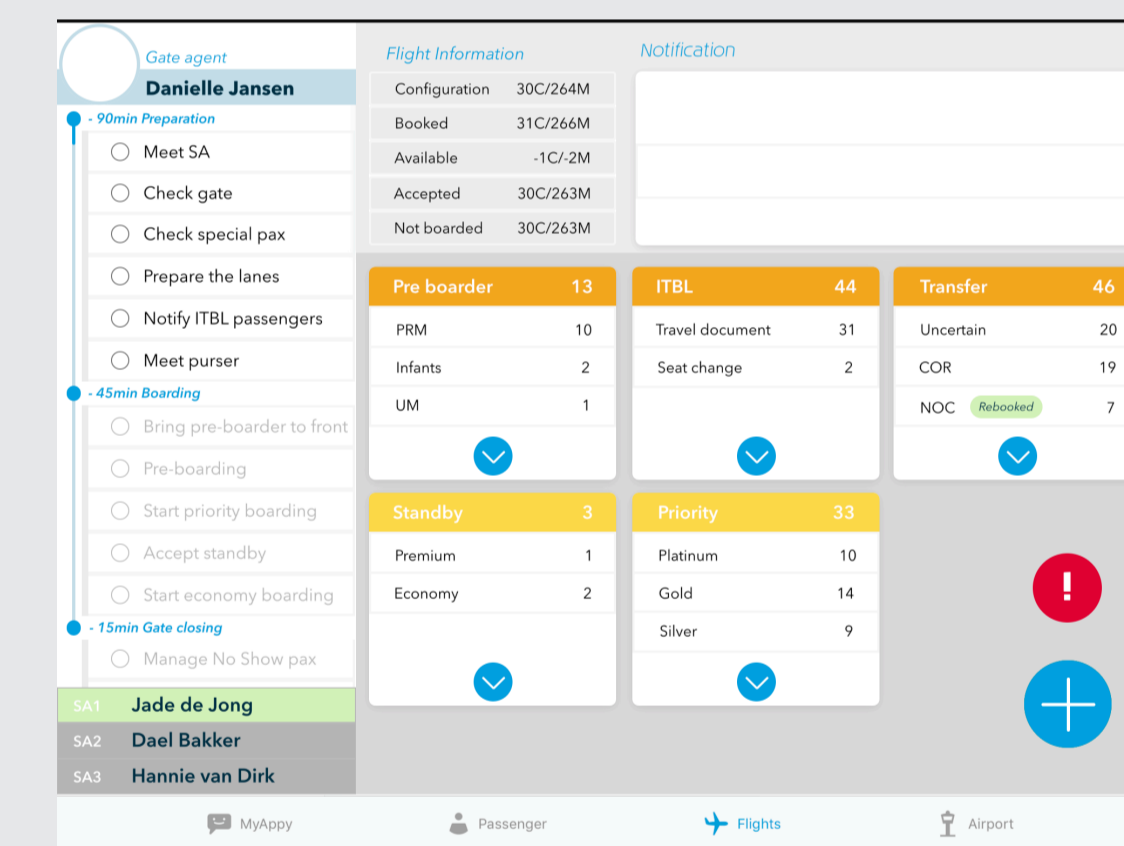 Gate agent
Danielle Jansen
- 90min Preparation
Meet SA
Check gate
Check special pax
Prepare the lanes
Notify ITBL passengers
Meet purser
- 45min Boarding
Bring pre-boarder to front
Pre-boarding
Start priority boarding
Accept standby
Start economy boarding
- 15min Gate closing
Manage No Show pax
SA1 Jade de Jong
SA2 Dael Bakker
SA3 Hannie van Dirk
Flight Information
Configuration 30C/264M
Booked 31C/266M
Available -1C/-2M
Accepted 30C/263M
Not boarded 30C/263M
Notification
Pre boarder 13
PRM 10
Infants 2
UM 1
ITBL 44
Travel document 31
Seat change 2
Transfer 46
Uncertain 20
COR 19
NOC Rebooked 7
Standby 3
Premium 1
Economy 2
Priority 33
Platinum 10
Gold 14
Silver 9
!
MyAppy Passenger Flights Airport